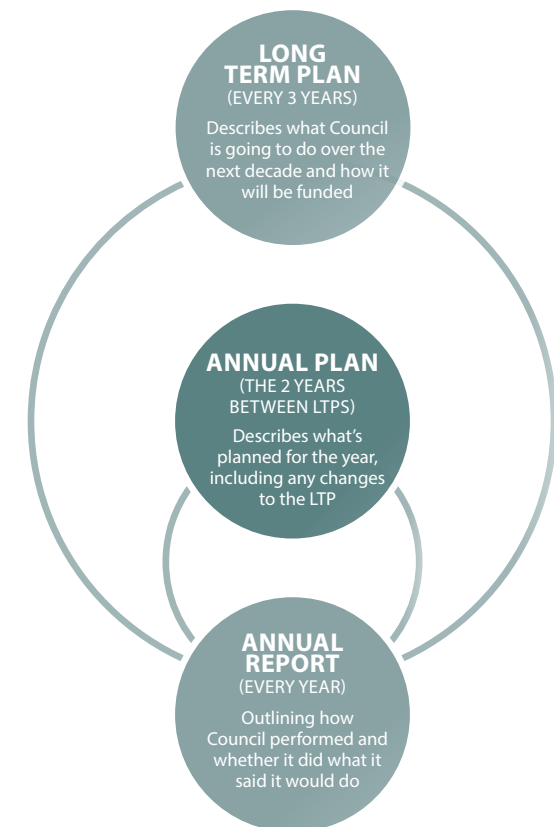 LONG
TERM PLAN
(EVERY 3 YEARS)
Describes what Council
is going to do over the
next decade and how it
will be funded
ANNUAL PLAN
(THE 2 YEARS
BETWEEN LTPS)
Describes what’s
planned for the year,
including any changes
to the LTP
ANNUAL
REPORT
(EVERY YEAR)
Outlining how
Council performed and
whether it did what it
said it would do